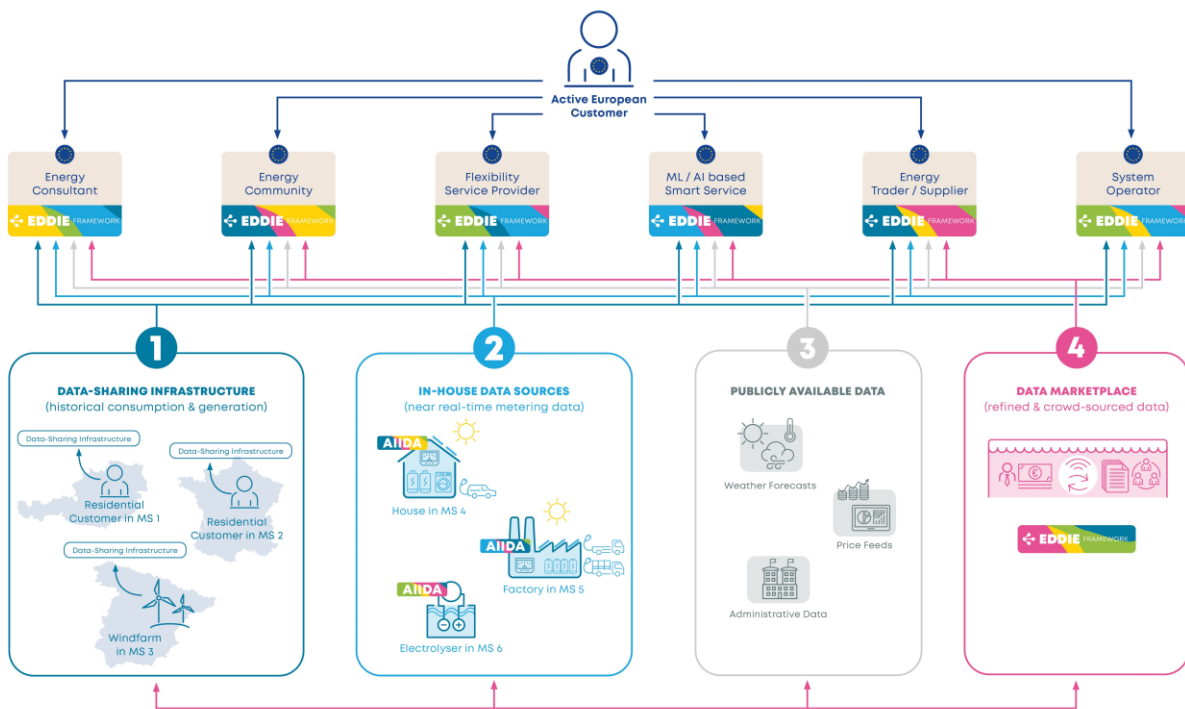 Active European
Customer
Energy
Consultant
EDDIE FRAMEWORK
Energy
Community
EDDIE FRAMEWORK
Flexibility
Service Provider
EDDIE FRAMEWORK
ML / AI based
Smart Service
EDDIE FRAMEWORK
Energy
Trader / Supplier
EDDIE FRAMEWORK
System
Operator
EDDIE FRAMEWORK
1
DATA-SHARING INFRASTRUCTURE
(historical consumption & generation)
Data-Sharing Infrastructure
Residential
Customer in MS 1
Data-Sharing Infrastructure
Residential
Customer in MS 2
Data-Sharing Infrastructure
Windfarm
in MS 3
2
IN-HOUSE DATA SOURCES
(near real-time metering data)
AIIDA
House in MS 4
AIIDA
Factory in MS 5
AIIDA
Electrolyser in MS 6
3
PUBLICLY AVAILABLE DATA
Weather Forecasts
Price Feeds
Administrative Data
4
DATA MARKETPLACE
(refined & crowd-sourced data)
€
EDDIE FRAMEWORK